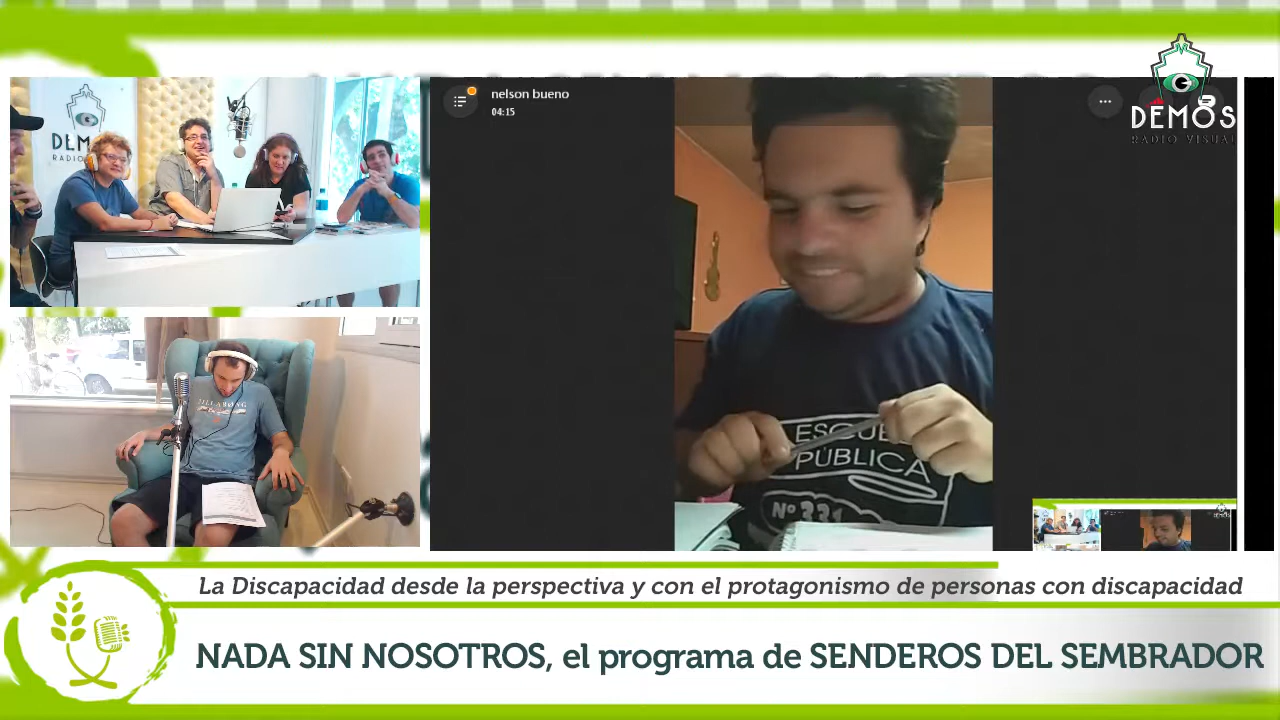 DEMOS
RADIO VISUAL
nelson bueno
04:15
DEMOS
RADIO
BILLABONG
ESCUELA
PÚBLICA
Nº 331
La Discapacidad desde la perspectiva y con el protagonismo de personas con discapacidad
NADA SIN NOSOTROS, el programa de SENDEROS DEL SEMBRADOR